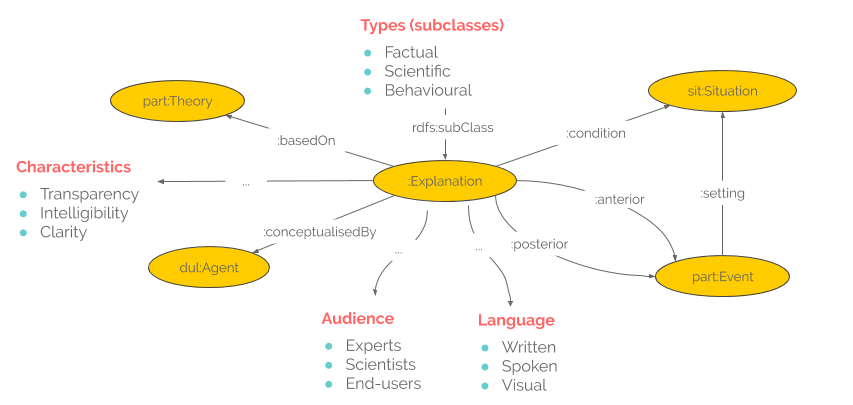 Types (subclasses)
Factual
Scientific
Behavioural
part:Theory
sit:Situation
rdfs:subClass
:condition
:basedOn
Characteristics
Transparency
Intelligibility
Clarity
...
:Explanation
:anterior
:setting
:conceptualisedBy
:posterior
...
...
dul:Agent
part:Event
Audience
Experts
Scientists
End-users
Language
Written
Spoken
Visual